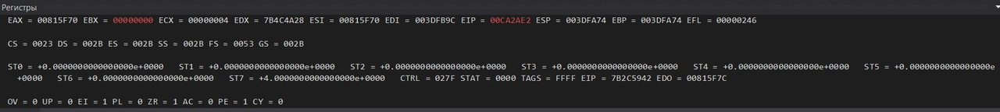 Регистры
EAX = 00815F70 EBX = 00000000 ECX = 00000004 EDX = 7B4C4A28 ESI = 00815F70 EDI = 003DFB9C EIP = 00CA2AE2 ESP = 003DFA74 EBP = 003DFA74 EFL = 00000246
CS = 0023 DS = 002B ES = 002B SS = 002B FS = 0053 GS = 002B
ST0 = +0.0000000000000000e+0000 ST1 = +0.0000000000000000e+0000 ST2 = +0.0000000000000000e+0000 ST3 = +0.0000000000000000e+0000 ST4 = +0.0000000000000000e+0000 ST5 = +0.0000000000000000e
+0000 ST6 = +0.0000000000000000e+0000 ST7 = +4.0000000000000000e+0000 CTRL = 027F STAT = 0000 TAGS = FFFF EIP = 7B2C5942 EDO = 00815F7C
OV = 0 UP = 0 EI = 1 PL = 0 ZR = 1 AC = 0 PE = 1 CY = 0